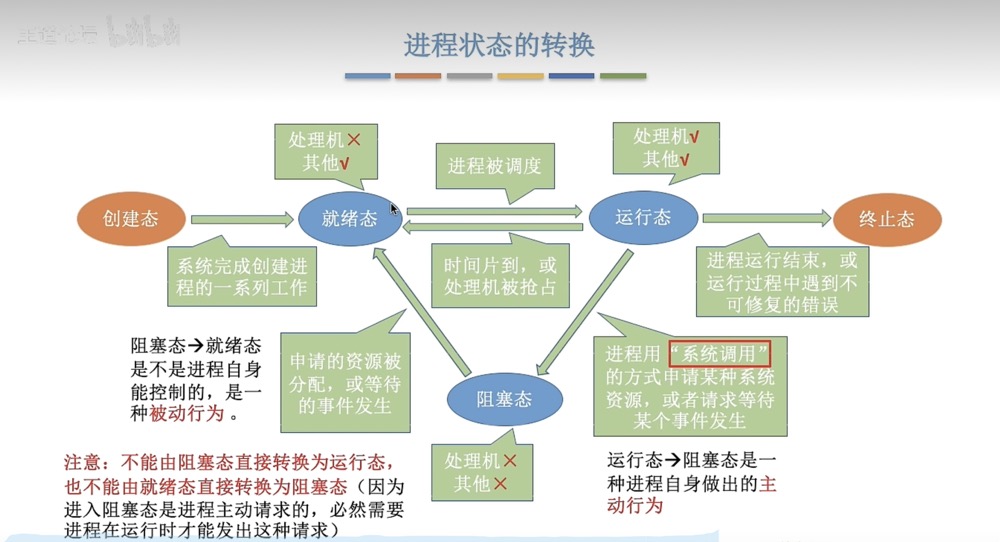 bilibili
进程状态的转换
处理机×
其他√
进程被调度
处理机√
其他√
创建态
就绪态
运行态
终止态
系统完成创建进
程的一系列工作
时间片到，或
处理机被抢占
进程运行结束，或
运行过程中遇到不
可修复的错误
阻塞态→就绪态
是不是进程自身
能控制的，是一
种被动行为。
申请的资源被
分配，或等待
的事件发生
进程用“系统调用”
的方式申请某种系统
资源，或者请求等待
某个事件发生
阻塞态
处理机×
其他×
注意：不能由阻塞态直接转换为运行态，
也不能由就绪态直接转换为阻塞态（因为
进入阻塞态是进程主动请求的，必然需要
进程在运行时才能发出这种请求）
运行态→阻塞态是一
种进程自身做出的主
动行为